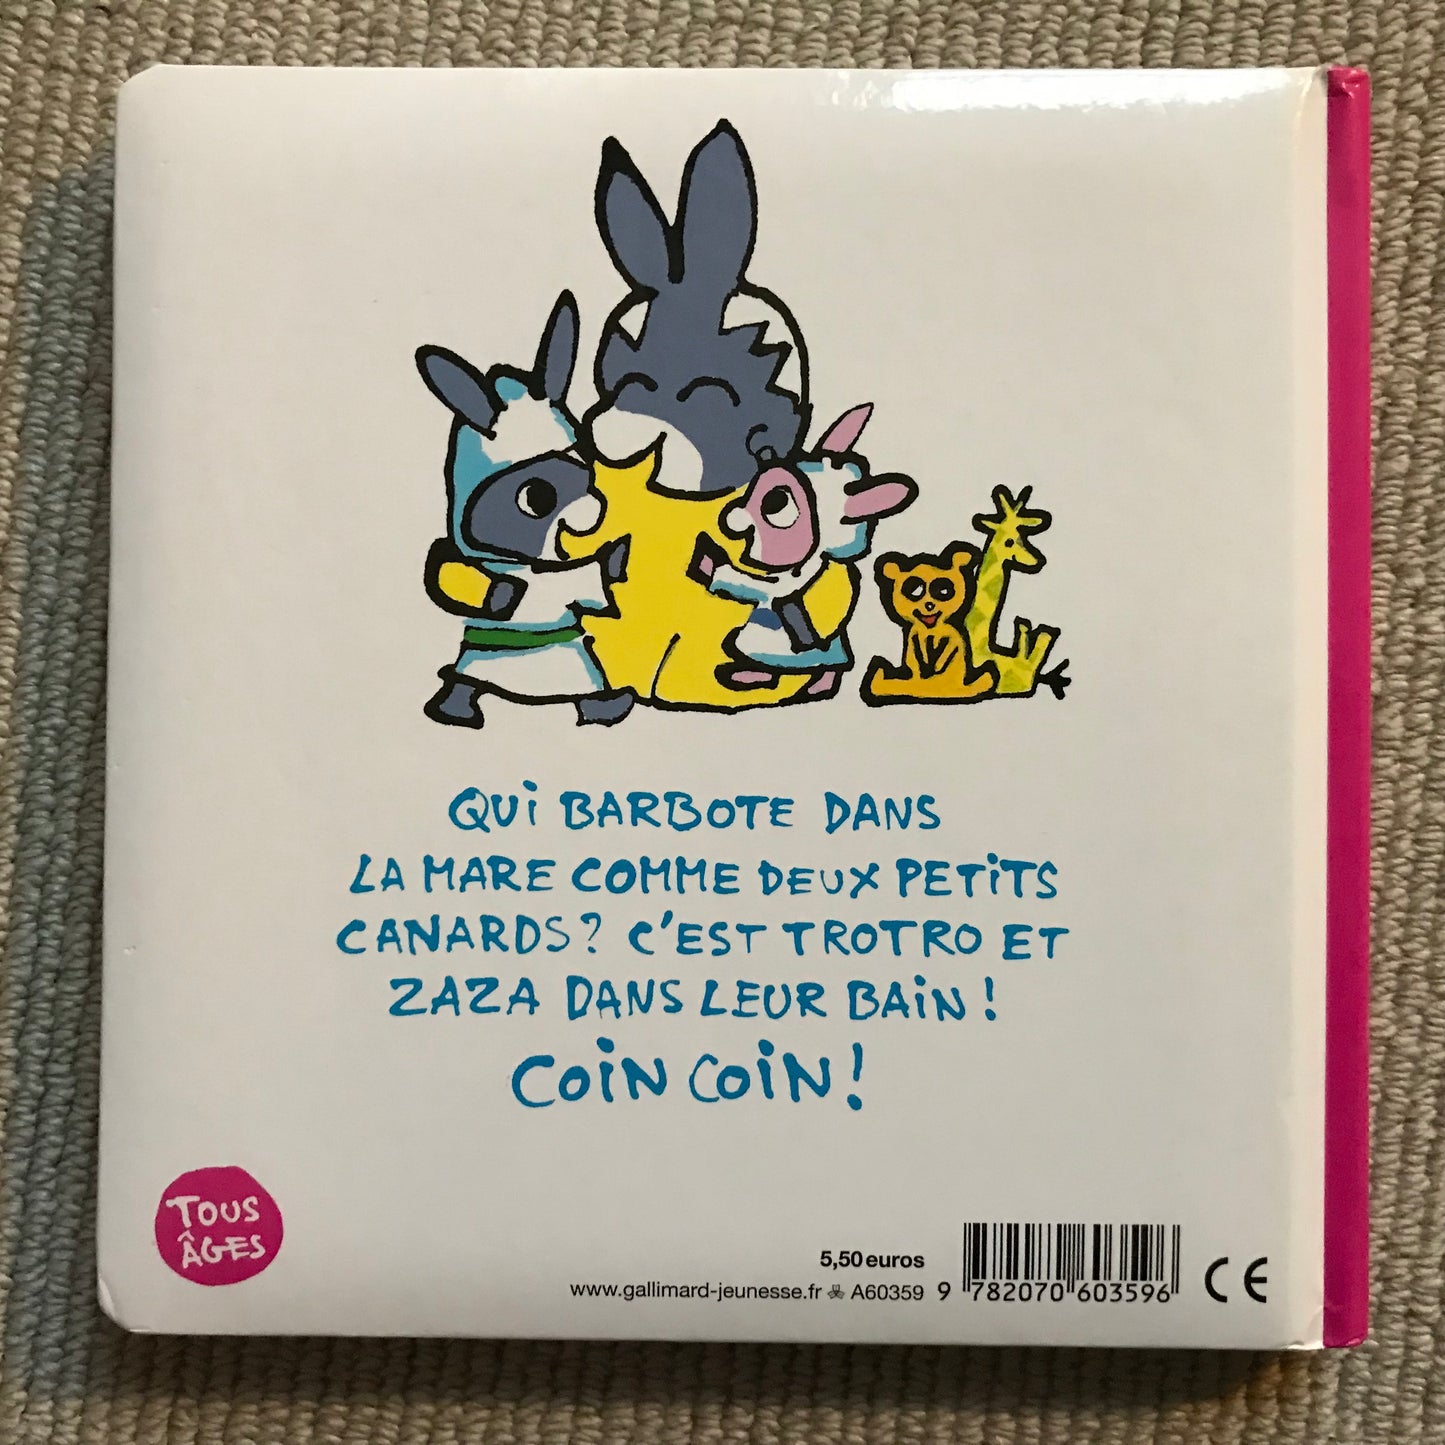 QUi BARBOTE DANS
LA MARE COMME DEUX PETiTS
CANARDS? C'EST TROTRO ET
ZAZA DANS LEUR BAiN !
COiN COiN !
TOUS
ÂGES
5,50 euros
www.gallimard-jeunesse.fr A60359
9 782070 603596
CE